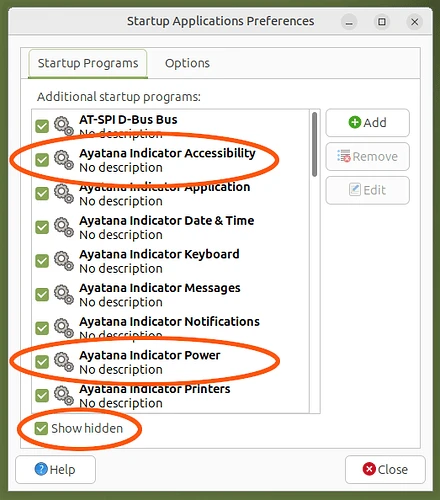 Startup Applications Preferences
Startup Programs
Options
Additional startup programs:
AT-SPI D-Bus Bus
No description
Add
Ayatana Indicator Accessibility
No description
Remove
Ayatana Indicator Application
No description
Edit
Ayatana Indicator Date & Time
No description
Ayatana Indicator Keyboard
No description
Ayatana Indicator Messages
No description
Ayatana Indicator Notifications
No description
Ayatana Indicator Power
No description
Ayatana Indicator Printers
No description
Show hidden
Help
Close